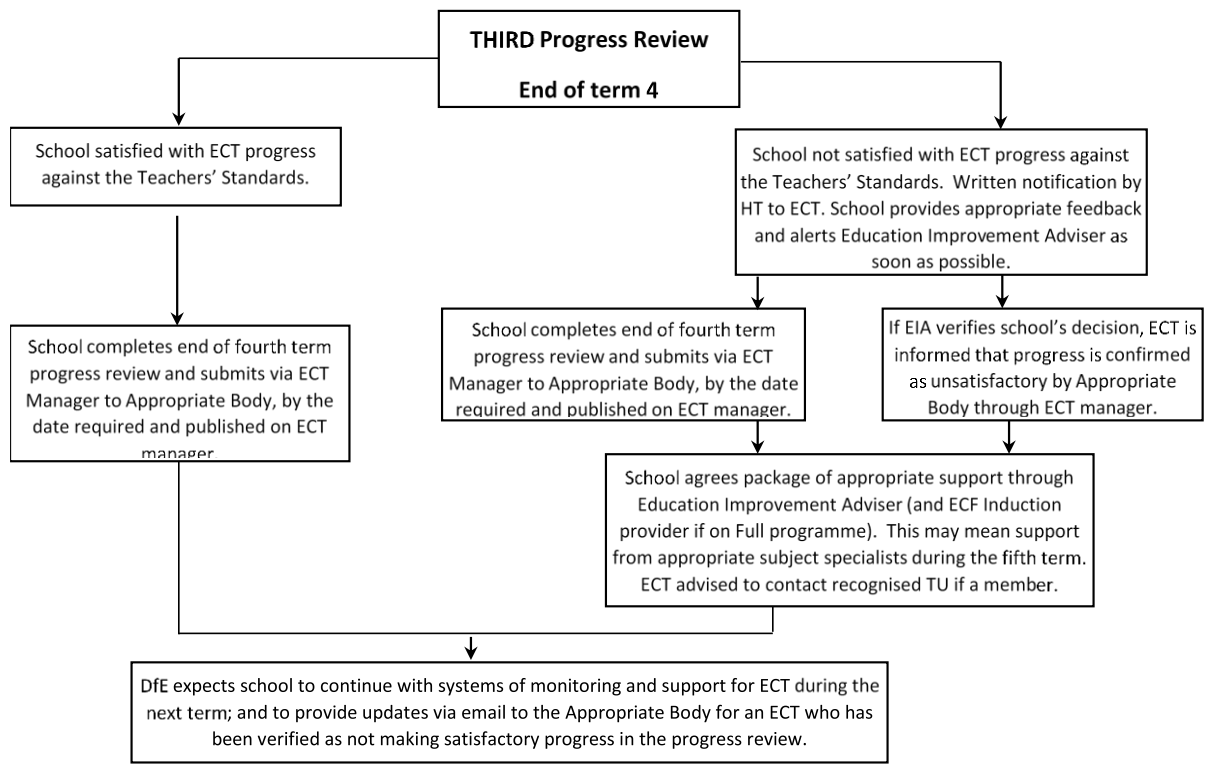 THIRD Progress Review
End of term 4
School satisfied with ECT progress
against the Teachers’ Standards.
School not satisfied with ECT progress against
the Teachers’ Standards.  Written notification by
HT to ECT. School provides appropriate feedback
and alerts Education Improvement Adviser as
soon as possible.
School completes end of fourth term
progress review and submits via ECT
Manager to Appropriate Body, by the
date required and published on ECT
manager.
School completes end of fourth term
progress review and submits via ECT
Manager to Appropriate Body, by the date
required and published on ECT manager.
If EIA verifies school’s decision, ECT is
informed that progress is confirmed
as unsatisfactory by Appropriate
Body through ECT manager.
School agrees package of appropriate support through
Education Improvement Adviser (and ECF Induction
provider if on Full programme).  This may mean support
from appropriate subject specialists during the fifth term.
ECT advised to contact recognised TU if a member.
DfE expects school to continue with systems of monitoring and support for ECT during the
next term; and to provide updates via email to the Appropriate Body for an ECT who has
been verified as not making satisfactory progress in the progress review.